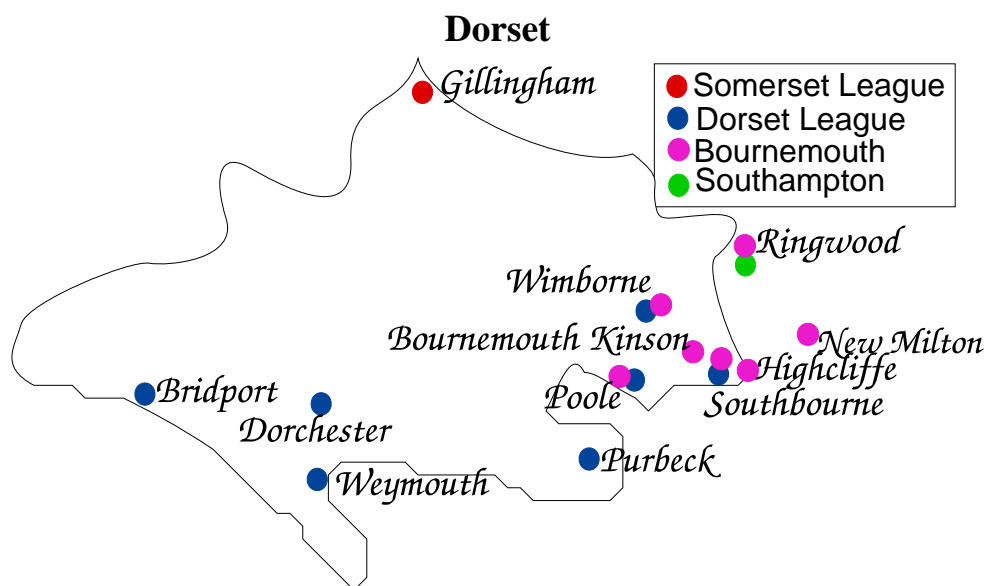 Dorset
Gillingham
Somerset League
Dorset League
Bournemouth
Southampton
Ringwood
Wimborne
Bournemouth Kinson
New Milton
Highcliffe
Bridport
Poole
Southbourne
Dorchester
Purbeck
Weymouth